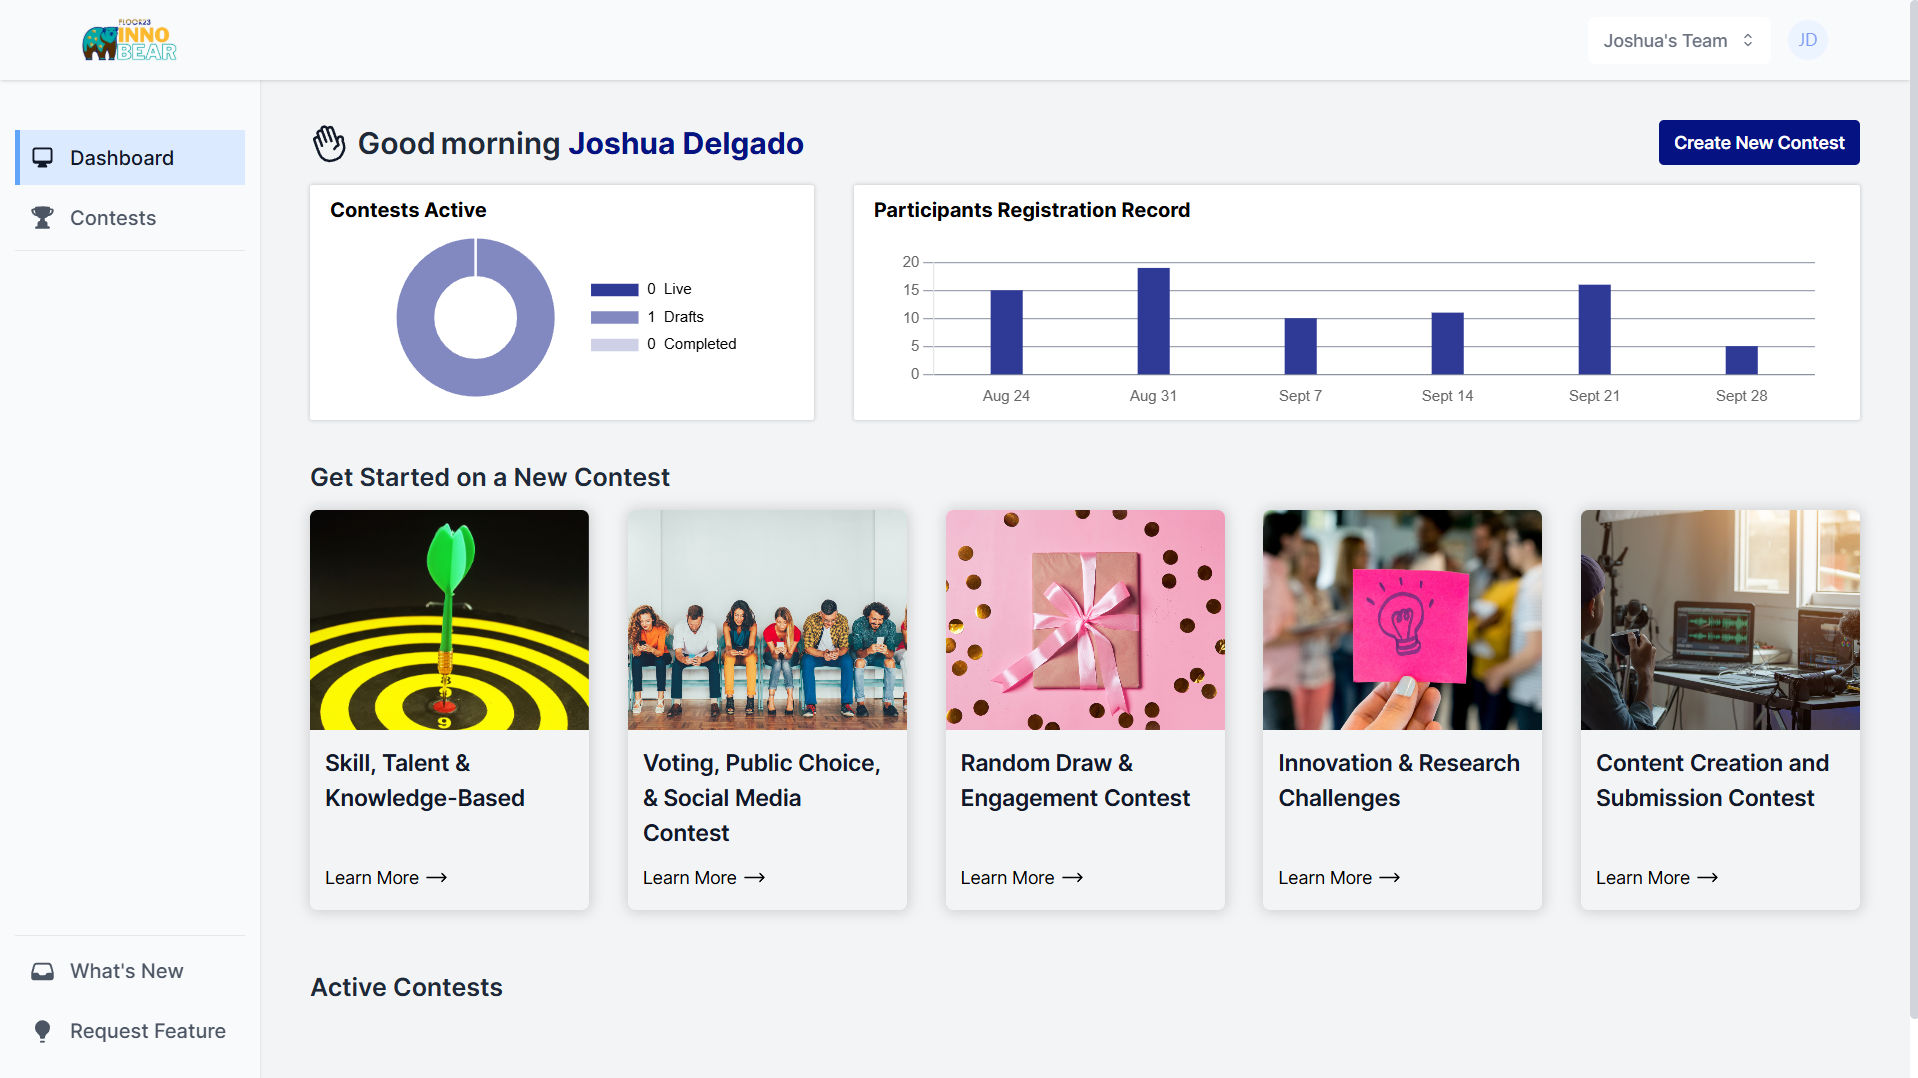 FLOOR23
INNO
BEAR
Joshua's Team
JD
Dashboard
Contests
What's New
Request Feature
Good morning Joshua Delgado
Create New Contest
Contests Active
0 Live
1 Drafts
0 Completed
Participants Registration Record
20
15
10
5
0
Aug 24
Aug 31
Sept 7
Sept 14
Sept 21
Sept 28
Get Started on a New Contest
9
Skill, Talent &
Knowledge-Based
Learn More
Voting, Public Choice,
& Social Media
Contest
Learn More
Random Draw &
Engagement Contest
Learn More
Innovation & Research
Challenges
Learn More
Content Creation and
Submission Contest
Learn More
Active Contests